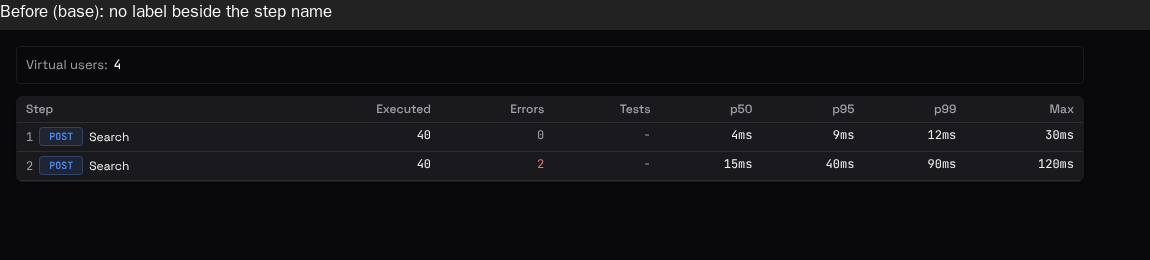 Before (base): no label beside the step name
Virtual users: 4
Step Executed Errors Tests p50 p95 p99 Max
1 POST Search 40 0 - 4ms 9ms 12ms 30ms
2 POST Search 40 2 - 15ms 40ms 90ms 120ms